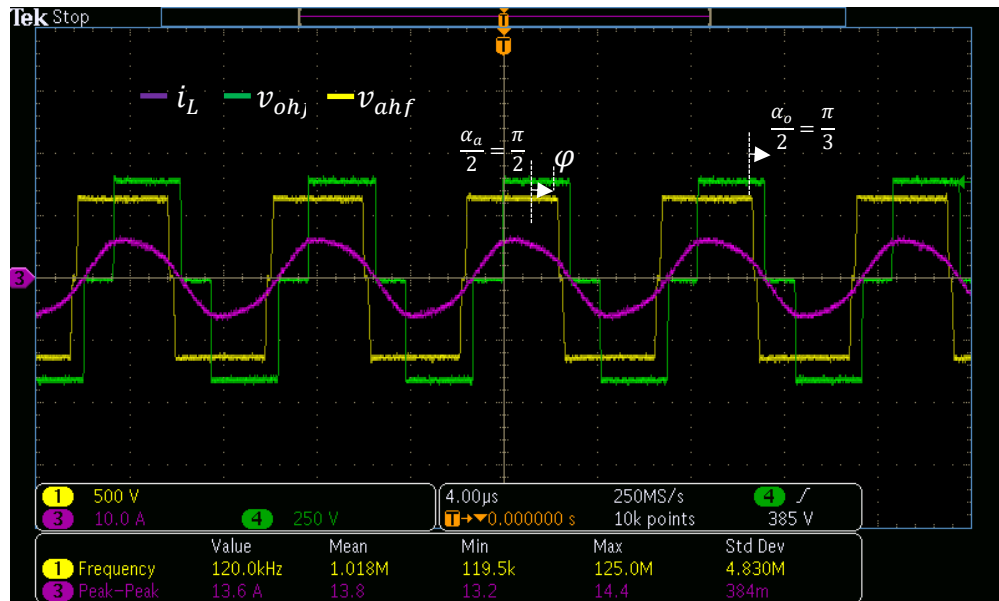 Tek Stop
T
T
i_L v_ohf v_ahf
α_a/2 = π/2 φ
α_o/2 = π/3
3
1 500 V
3 10.0 A 4 250 V
4.00μs 250MS/s 4 ∫
T→▼0.000000 s 10k points 385 V
Value Mean Min Max Std Dev
1 Frequency 120.0kHz 1.018M 119.5k 125.0M 4.830M
3 Peak-Peak 13.6 A 13.8 13.2 14.4 384m